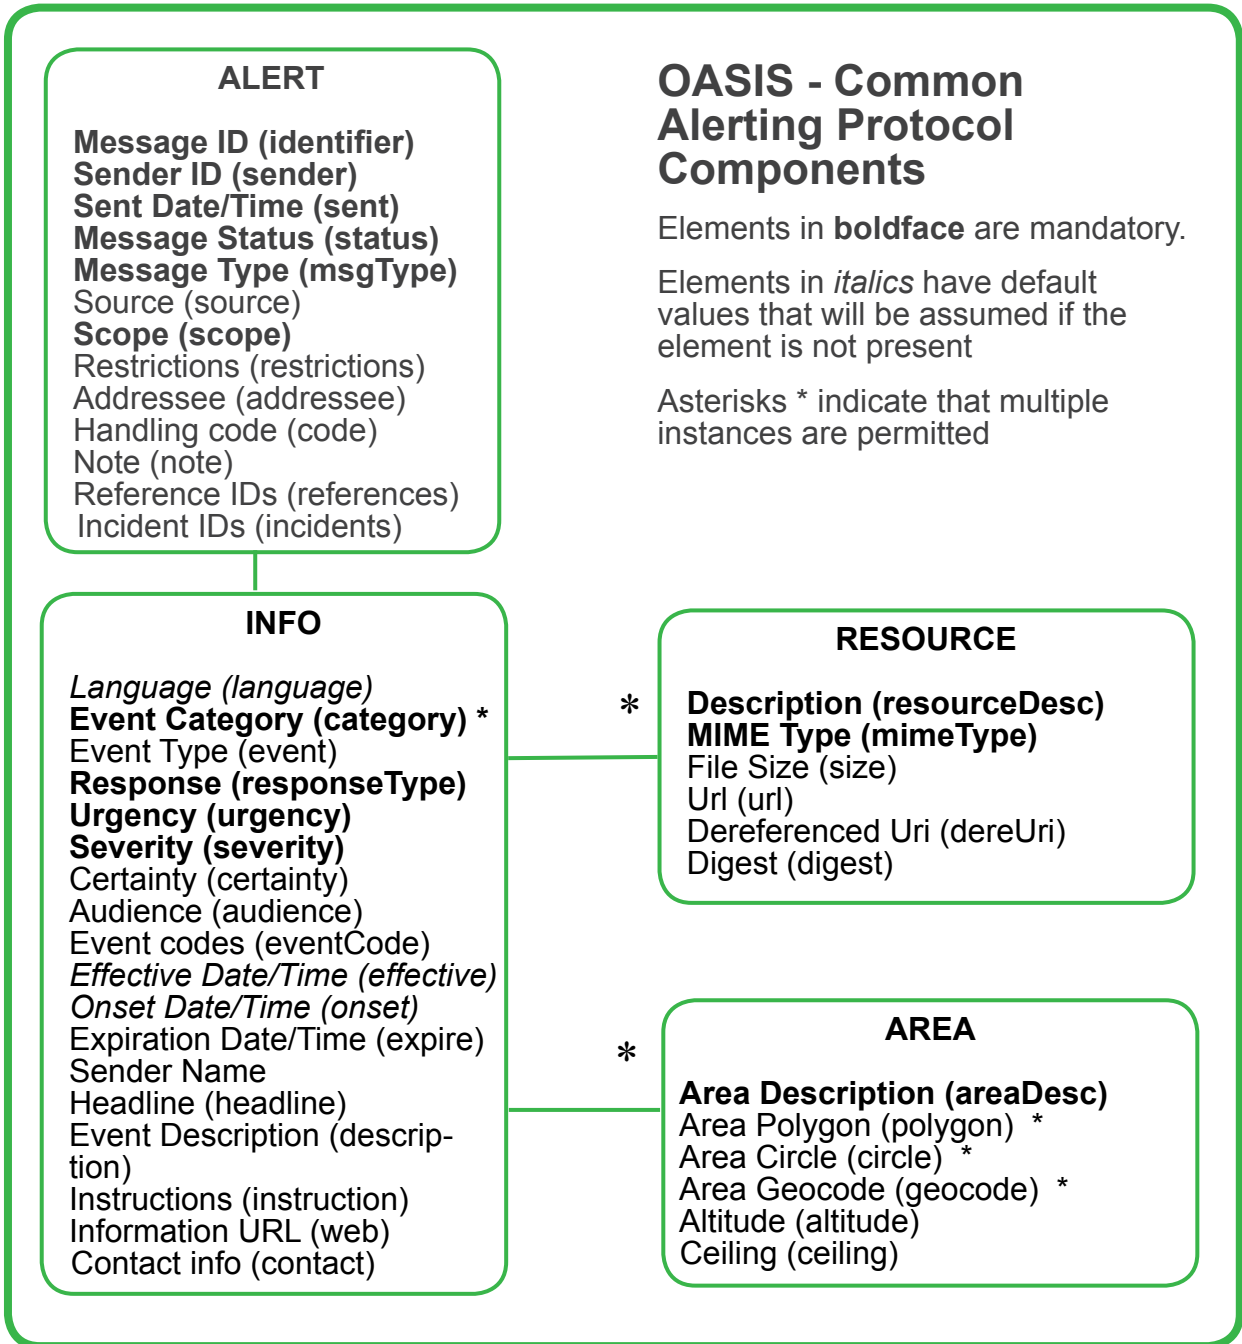 ALERT
Message ID (identifier)
Sender ID (sender)
Sent Date/Time (sent)
Message Status (status)
Message Type (msgType)
Source (source)
Scope (scope)
Restrictions (restrictions)
Addressee (addressee)
Handling code (code)
Note (note)
Reference IDs (references)
Incident IDs (incidents)
OASIS - Common
Alerting Protocol
Components
Elements in boldface are mandatory.
Elements in italics have default
values that will be assumed if the
element is not present
Asterisks * indicate that multiple
instances are permitted
INFO
Language (language)
Event Category (category) *
Event Type (event)
Response (responseType)
Urgency (urgency)
Severity (severity)
Certainty (certainty)
Audience (audience)
Event codes (eventCode)
Effective Date/Time (effective)
Onset Date/Time (onset)
Expiration Date/Time (expire)
Sender Name
Headline (headline)
Event Description (descrip-
tion)
Instructions (instruction)
Information URL (web)
Contact info (contact)
*
RESOURCE
Description (resourceDesc)
MIME Type (mimeType)
File Size (size)
Url (url)
Dereferenced Uri (dereUri)
Digest (digest)
*
AREA
Area Description (areaDesc)
Area Polygon (polygon) *
Area Circle (circle) *
Area Geocode (geocode) *
Altitude (altitude)
Ceiling (ceiling)